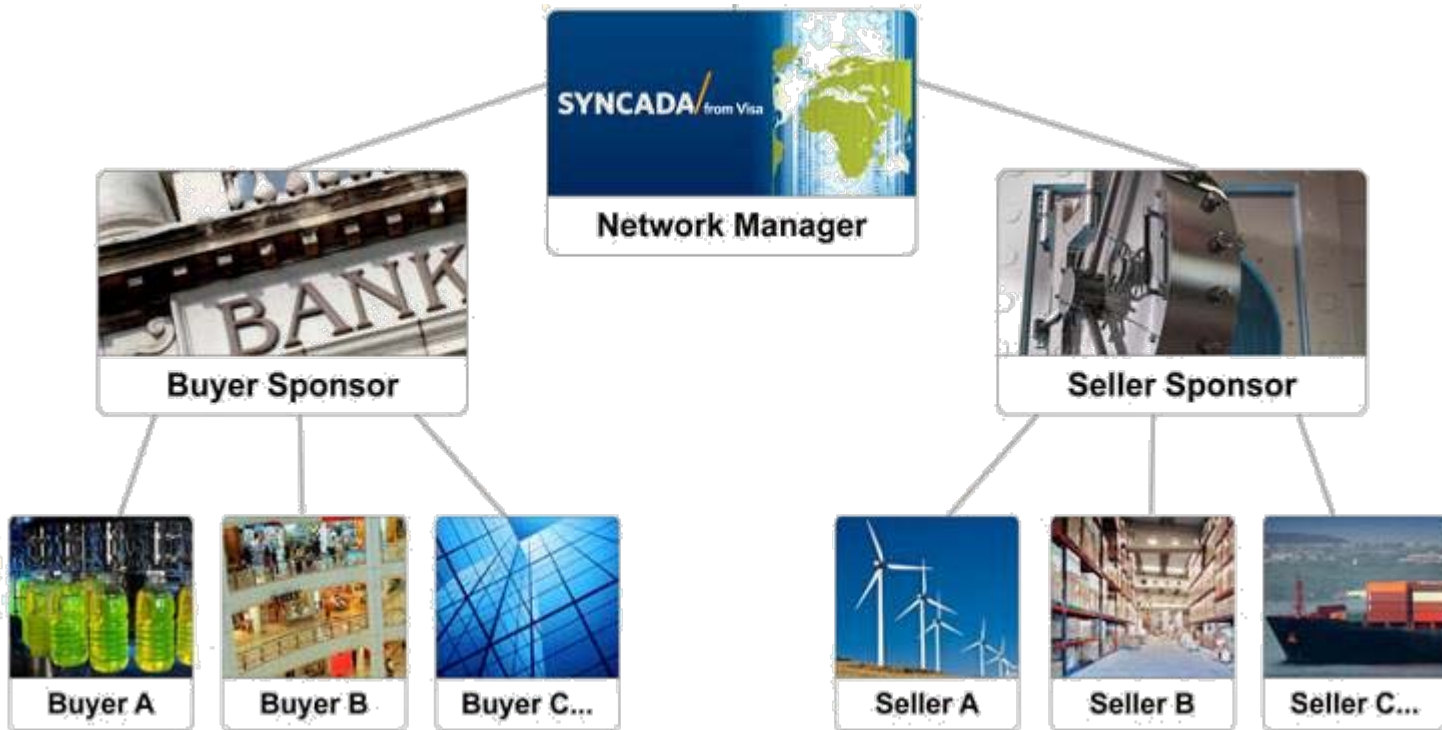 SYNCADA from Visa
Network Manager
BANK
Buyer Sponsor
Seller Sponsor
Buyer A
Buyer B
Buyer C...
Seller A
Seller B
Seller C...